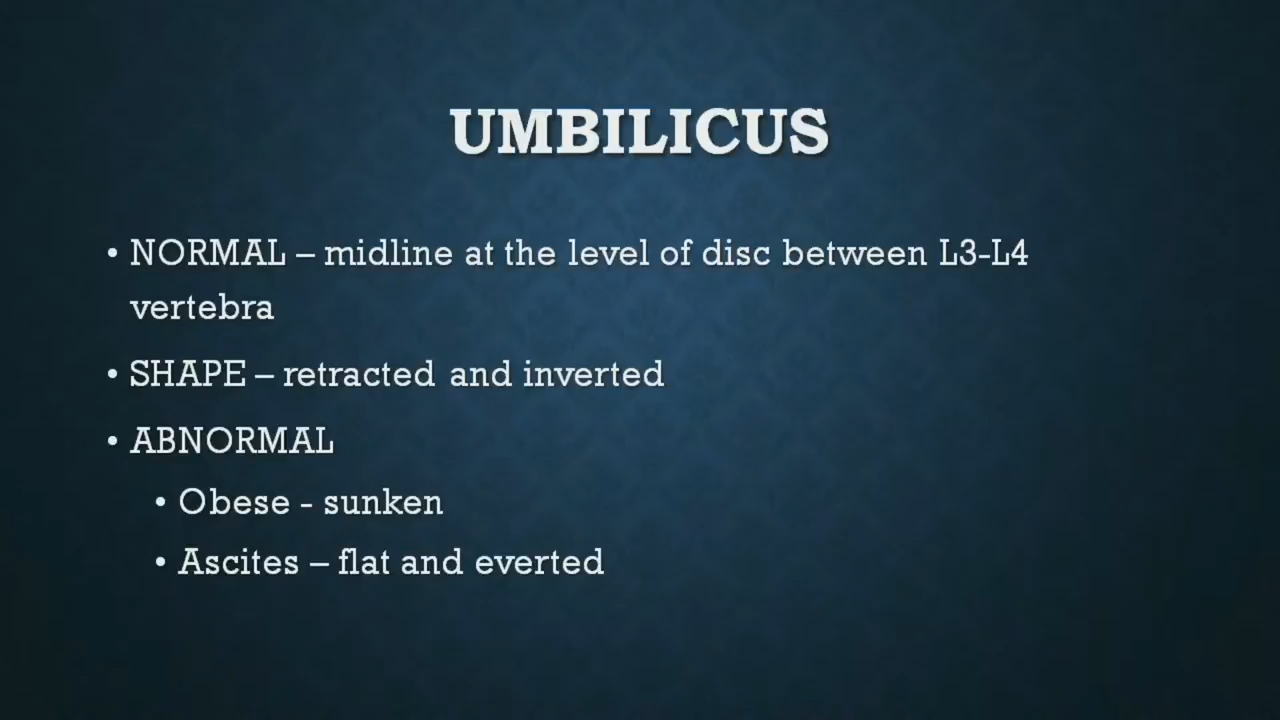 UMBILICUS
• NORMAL – midline at the level of disc between L3-L4
vertebra
• SHAPE – retracted and inverted
• ABNORMAL
• Obese - sunken
• Ascites – flat and everted